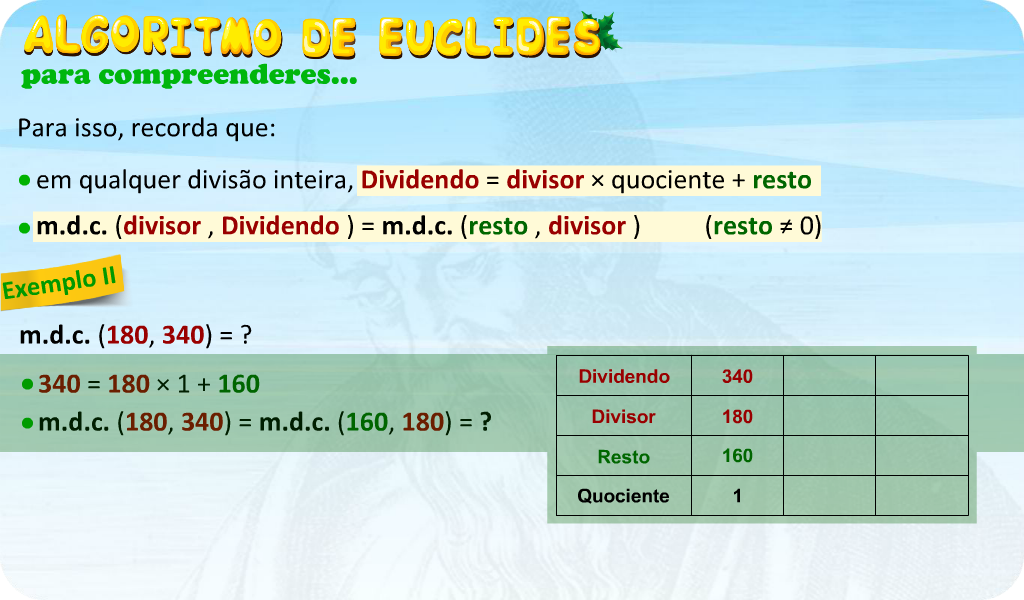 ALGORITMO DE EUCLIDES
para compreenderes...
Para isso, recorda que:
• em qualquer divisão inteira, Dividendo = divisor × quociente + resto
• m.d.c. (divisor , Dividendo ) = m.d.c. (resto , divisor ) (resto ≠ 0)
Exemplo II
m.d.c. (180, 340) = ?
• 340 = 180 × 1 + 160
• m.d.c. (180, 340) = m.d.c. (160, 180) = ?
Dividendo 340
Divisor 180
Resto 160
Quociente 1